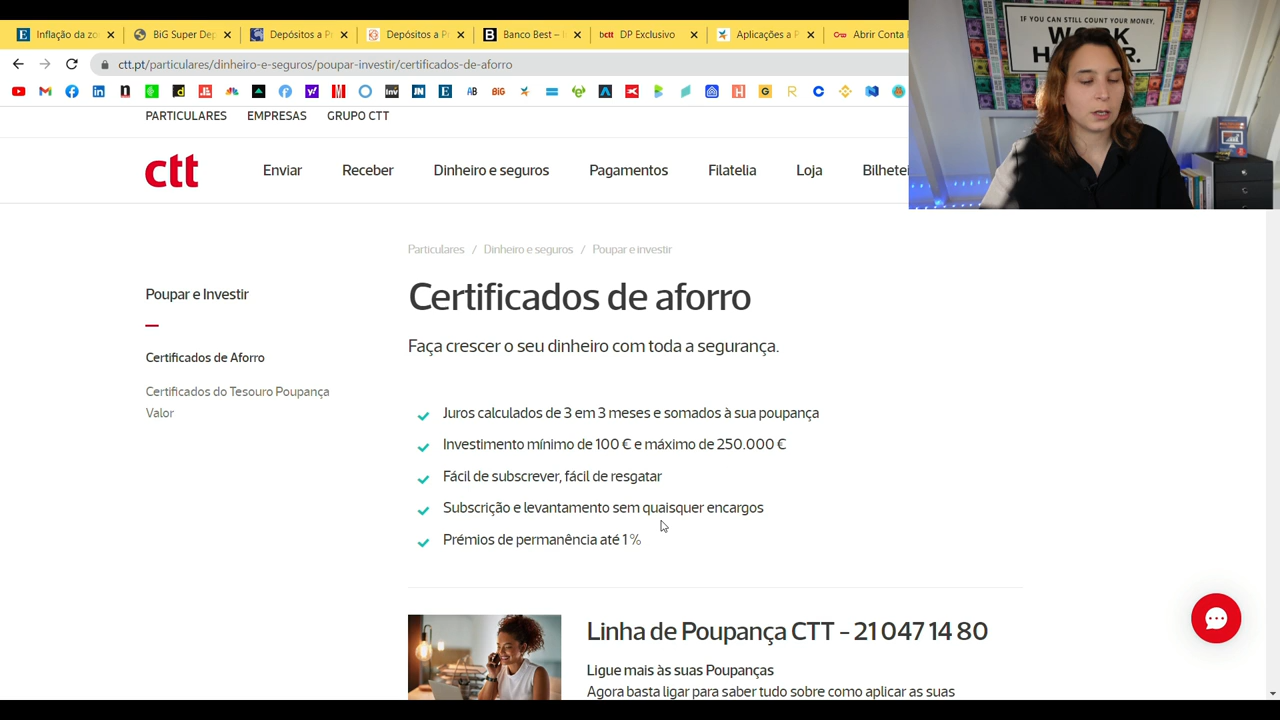 Inflação da zo
BiG Super Dep
Depósitos a P
Depósitos a P
Banco Best – I
DP Exclusivo
Aplicações a P
Abrir Conta
ctt.pt/particulares/dinheiro-e-seguros/poupar-investir/certificados-de-aforro
PARTICULARES EMPRESAS GRUPO CTT
ctt
Enviar Receber Dinheiro e seguros Pagamentos Filatelia Loja Bilhetei
IF YOU CAN STILL COUNT YOUR MONEY.
WORK
Particulares / Dinheiro e seguros / Poupar e investir
Poupar e Investir
Certificados de Aforro
Certificados do Tesouro Poupança
Valor
Certificados de aforro
Faça crescer o seu dinheiro com toda a segurança.
Juros calculados de 3 em 3 meses e somados à sua poupança
Investimento mínimo de 100 € e máximo de 250.000 €
Fácil de subscrever, fácil de resgatar
Subscrição e levantamento sem quaisquer encargos
Prémios de permanência até 1 %
Linha de Poupança CTT – 21 047 14 80
Ligue mais às suas Poupanças
Agora basta ligar para saber tudo sobre como aplicar as suas